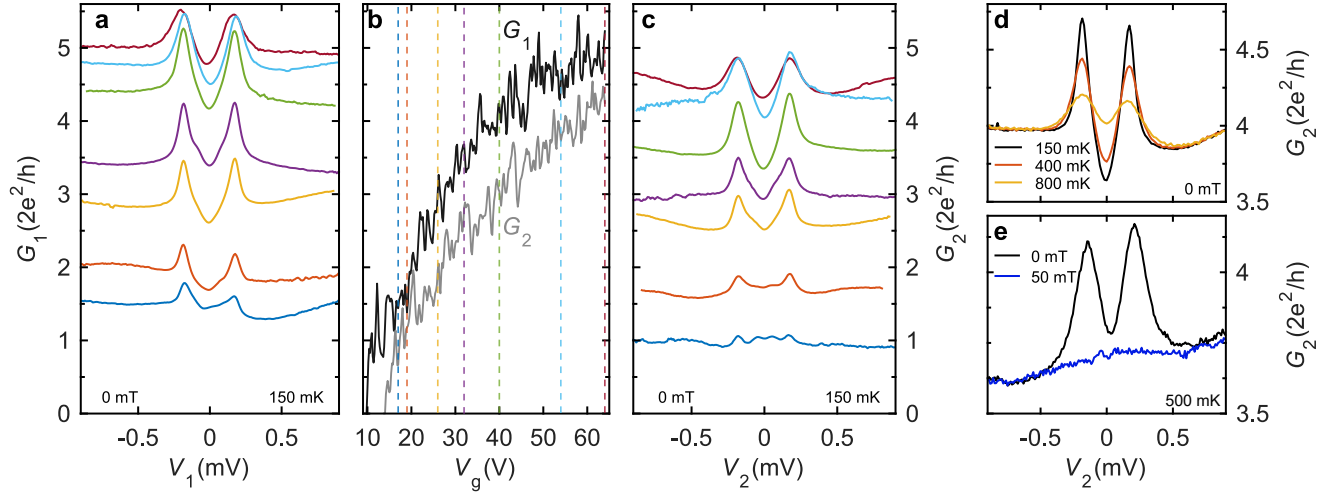 a
5
4
3
2
1
0
G₁(2e²/h)
0 mT
150 mK
-0.5
0
0.5
V₁(mV)
b
G₁
G₂
10
20
30
40
50
60
V_g(V)
c
0 mT
150 mK
-0.5
0
0.5
V₂(mV)
5
4
3
2
1
0
G₂(2e²/h)
d
150 mK
400 mK
800 mK
0 mT
4.5
4
3.5
G₂(2e²/h)
e
0 mT
50 mT
500 mK
4
3.5
G₂(2e²/h)
-0.5
0
0.5
V₂(mV)